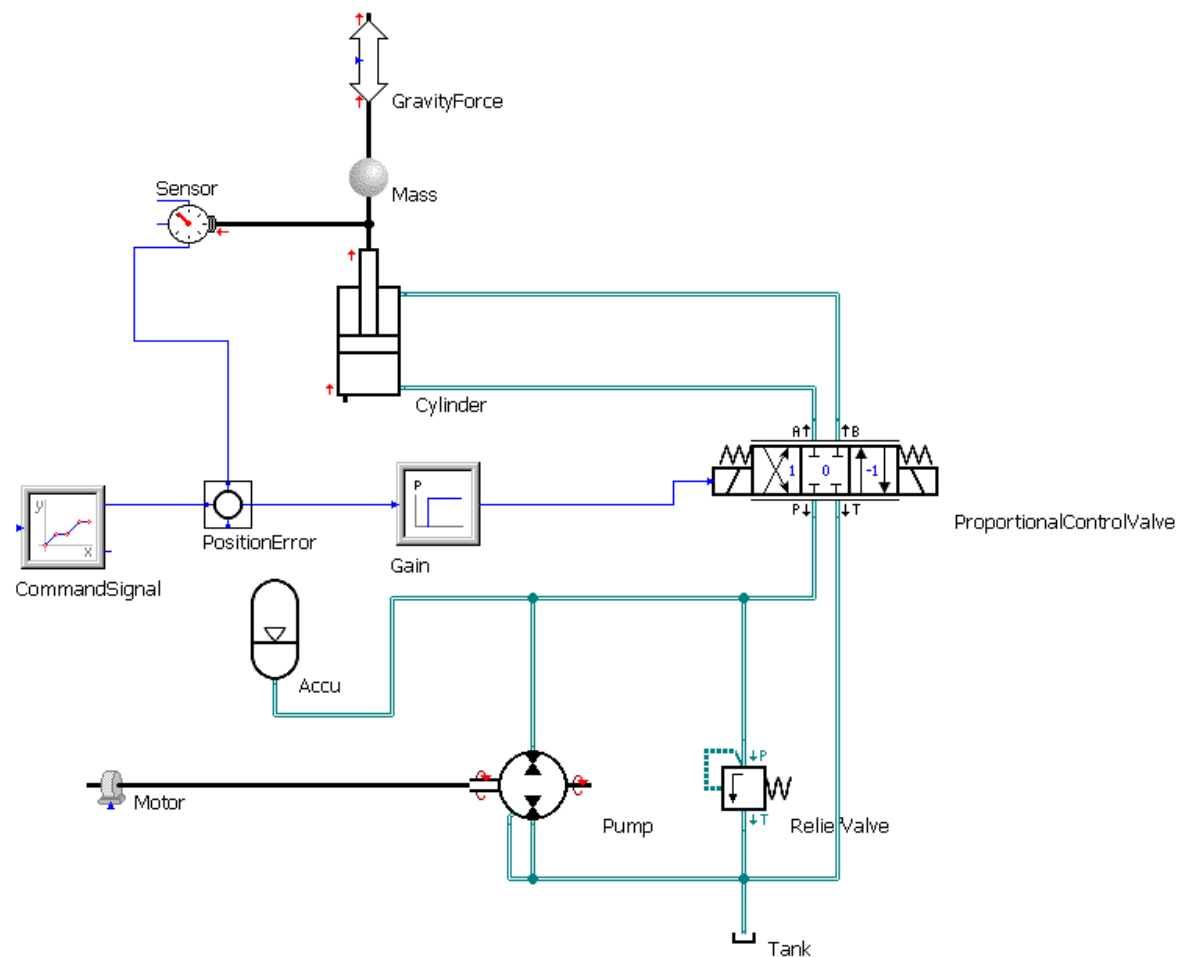 GravityForce
Mass
Sensor
Cylinder
A B
1 0 -1
P T
ProportionalControlValve
y
x
CommandSignal
PositionError
P
Gain
Accu
Motor
Pump
P
T
ReliefValve
Tank